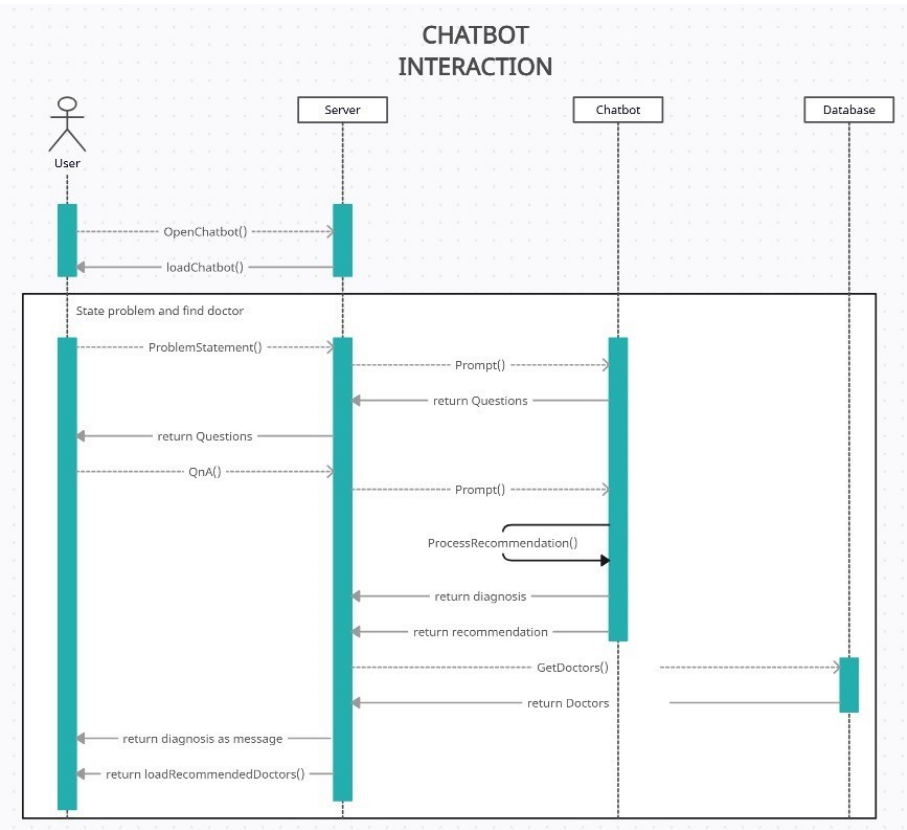 CHATBOT
INTERACTION
Server
Chatbot
Database
User
OpenChatbot()
loadChatbot()
State problem and find doctor
ProblemStatement()
Prompt()
return Questions
return Questions
QnA()
Prompt()
ProcessRecommendation()
return diagnosis
return recommendation
GetDoctors()
return Doctors
return diagnosis as message
return loadRecommendedDoctors()